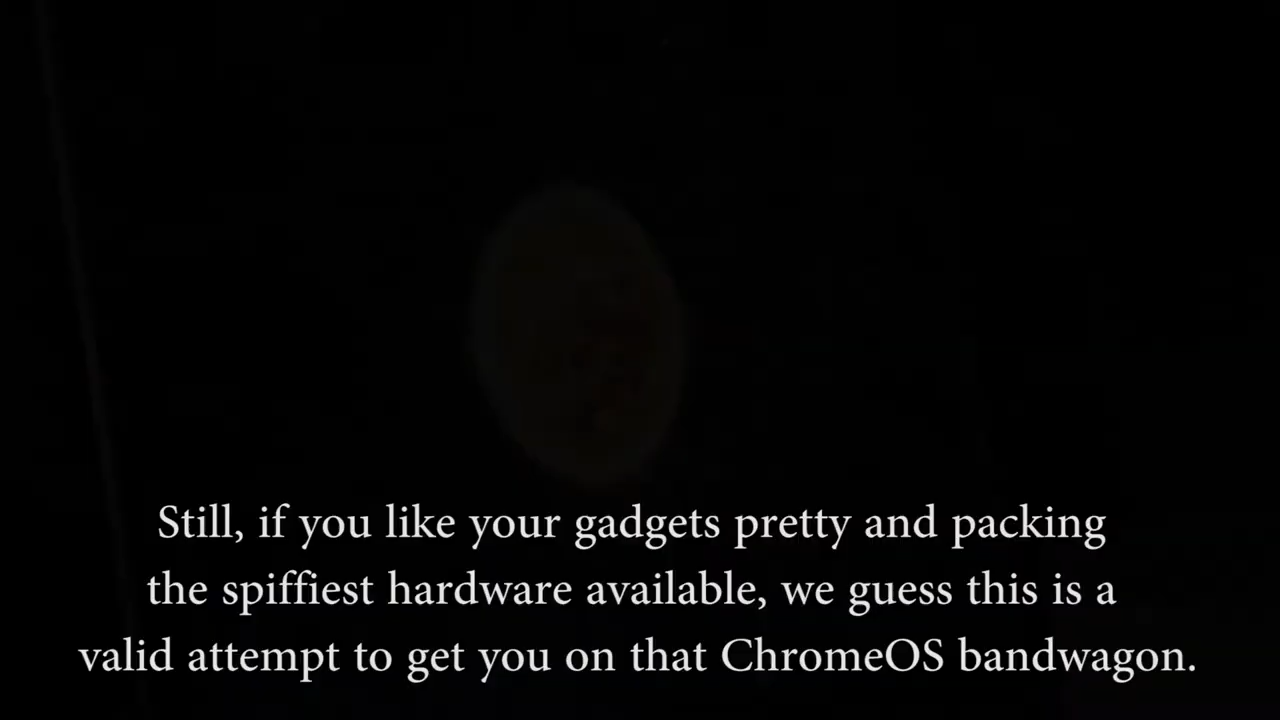 Still, if you like your gadgets pretty and packing
the spiffiest hardware available, we guess this is a
valid attempt to get you on that ChromeOS bandwagon.